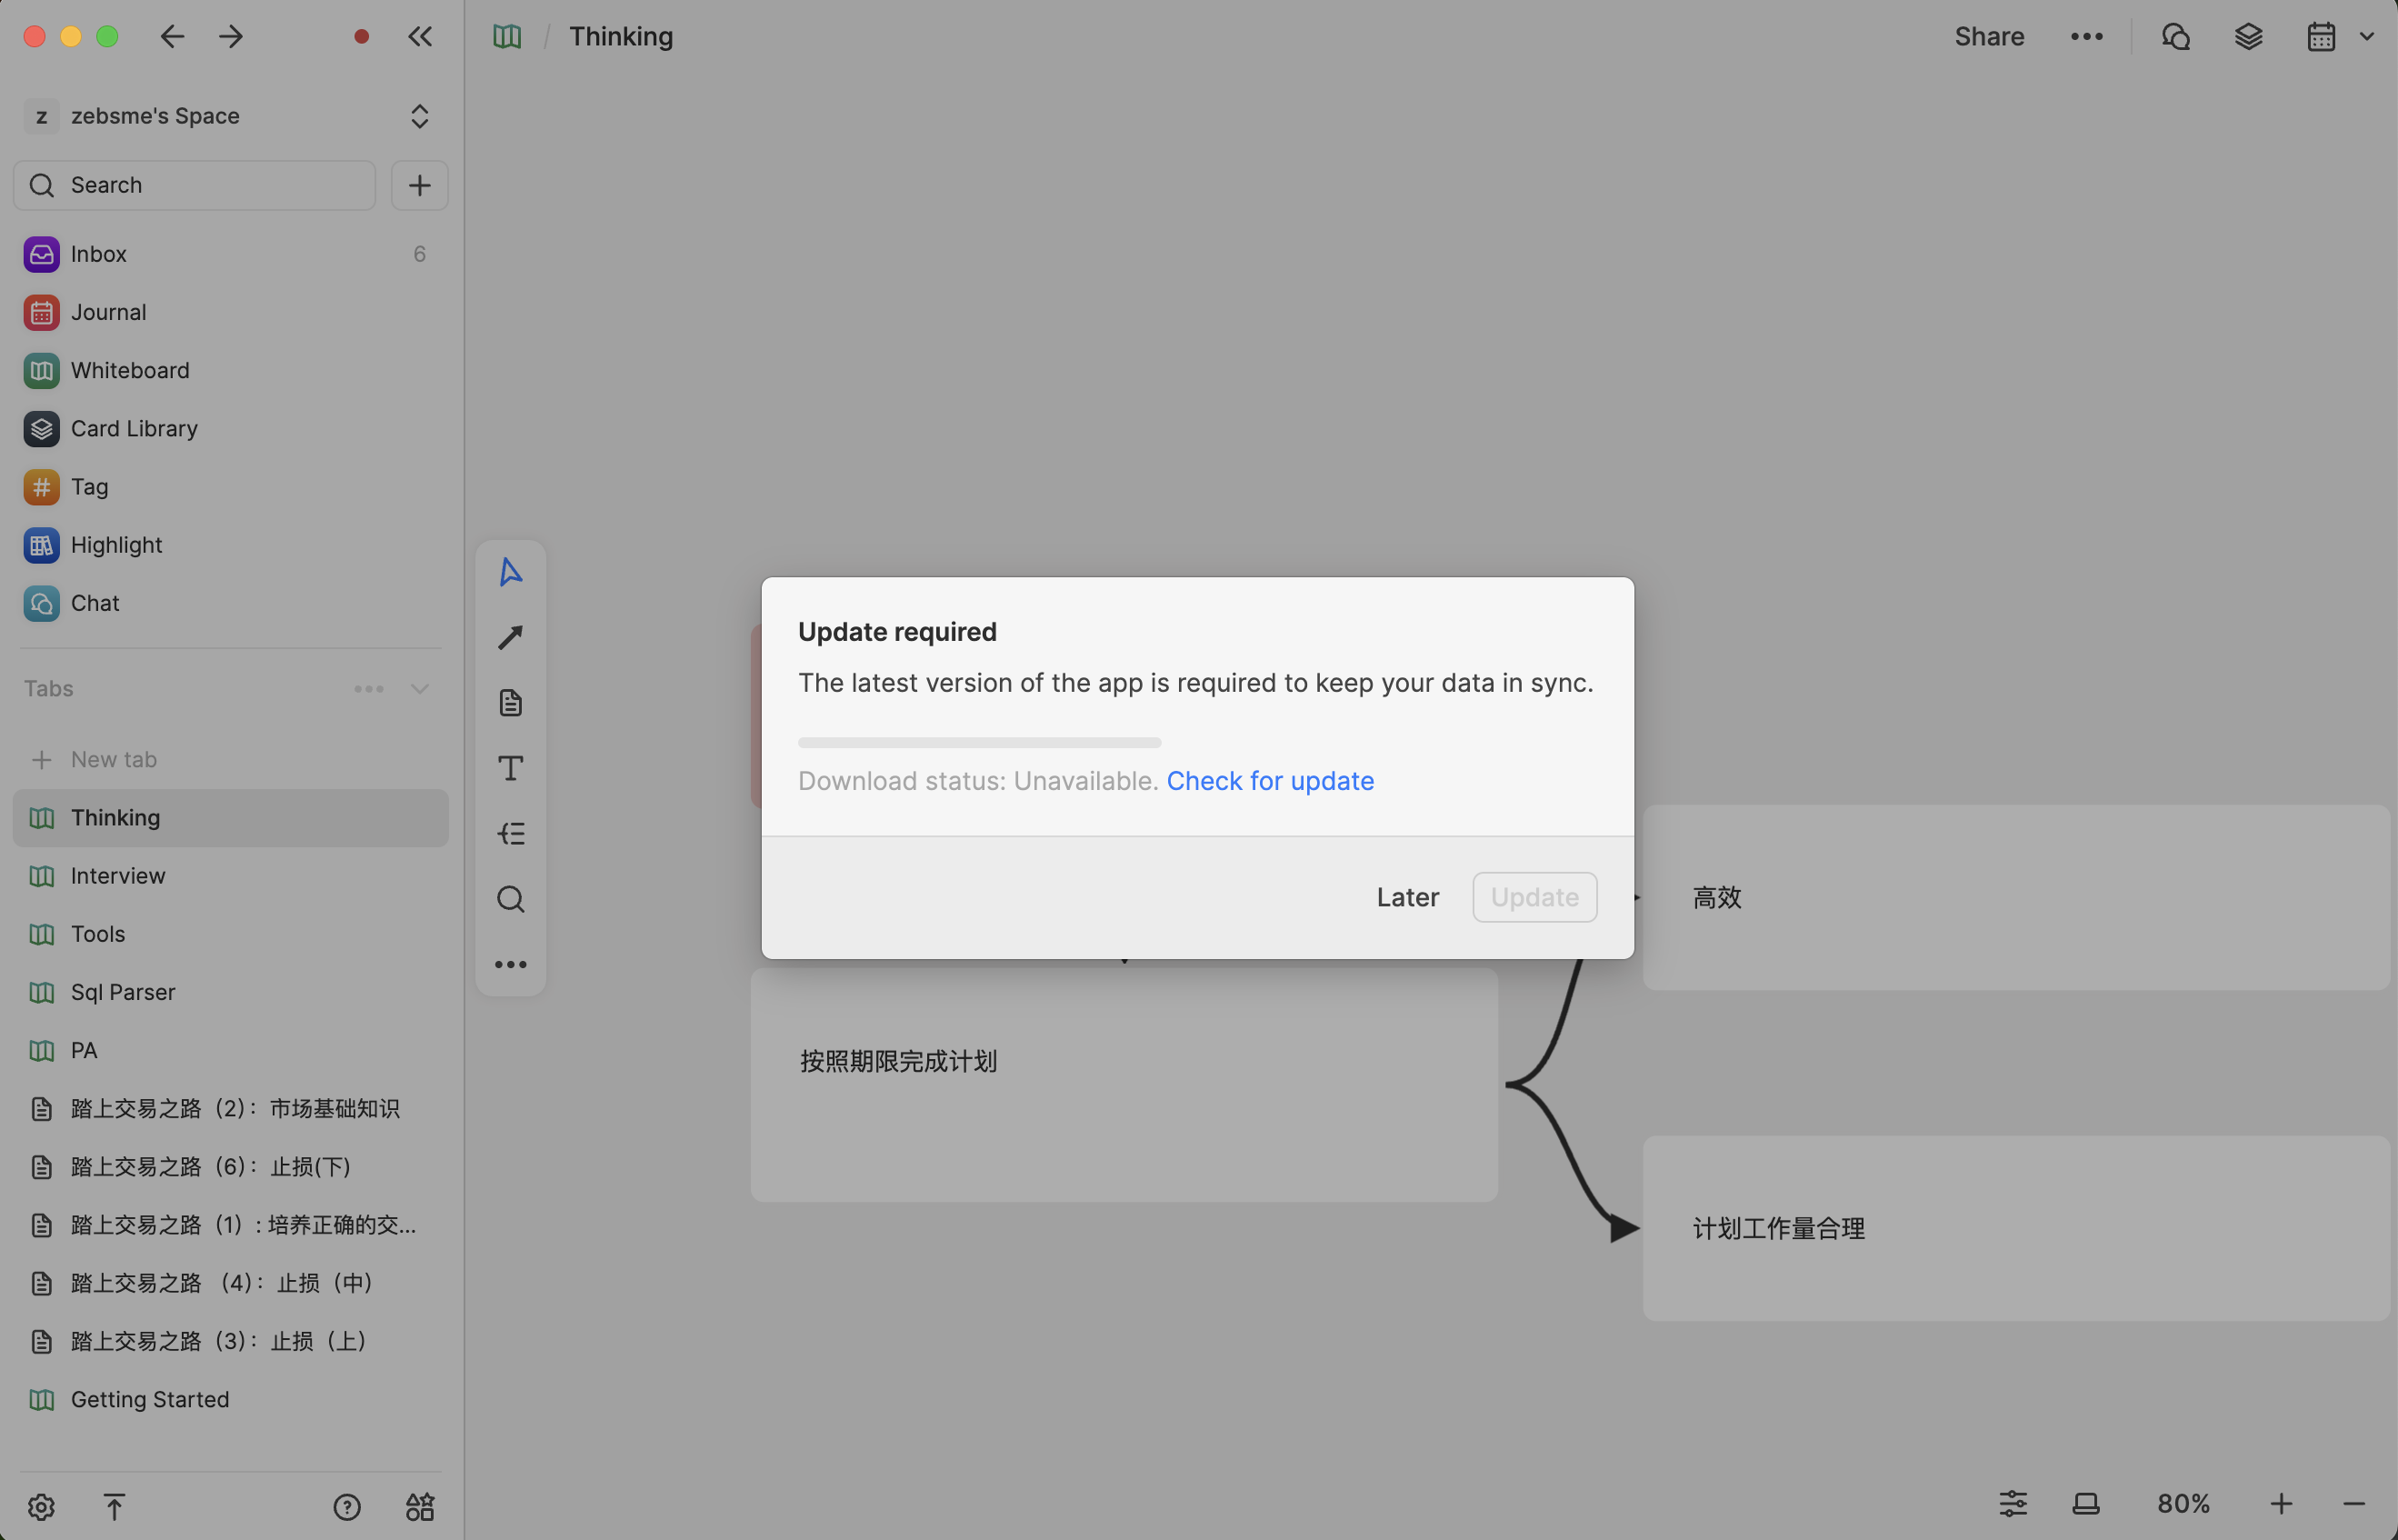 Thinking
Share
z
zebsme's Space
Search
Inbox
6
Journal
Whiteboard
Card Library
Tag
Highlight
Chat
Tabs
New tab
Thinking
Interview
Tools
Sql Parser
PA
踏上交易之路（2）：市场基础知识
踏上交易之路（6）：止损(下)
踏上交易之路（1）: 培养正确的交...
踏上交易之路 （4）：止损（中）
踏上交易之路（3）：止损（上）
Getting Started
Update required
The latest version of the app is required to keep your data in sync.
Download status: Unavailable. Check for update
Later
Update
高效
按照期限完成计划
计划工作量合理
80%